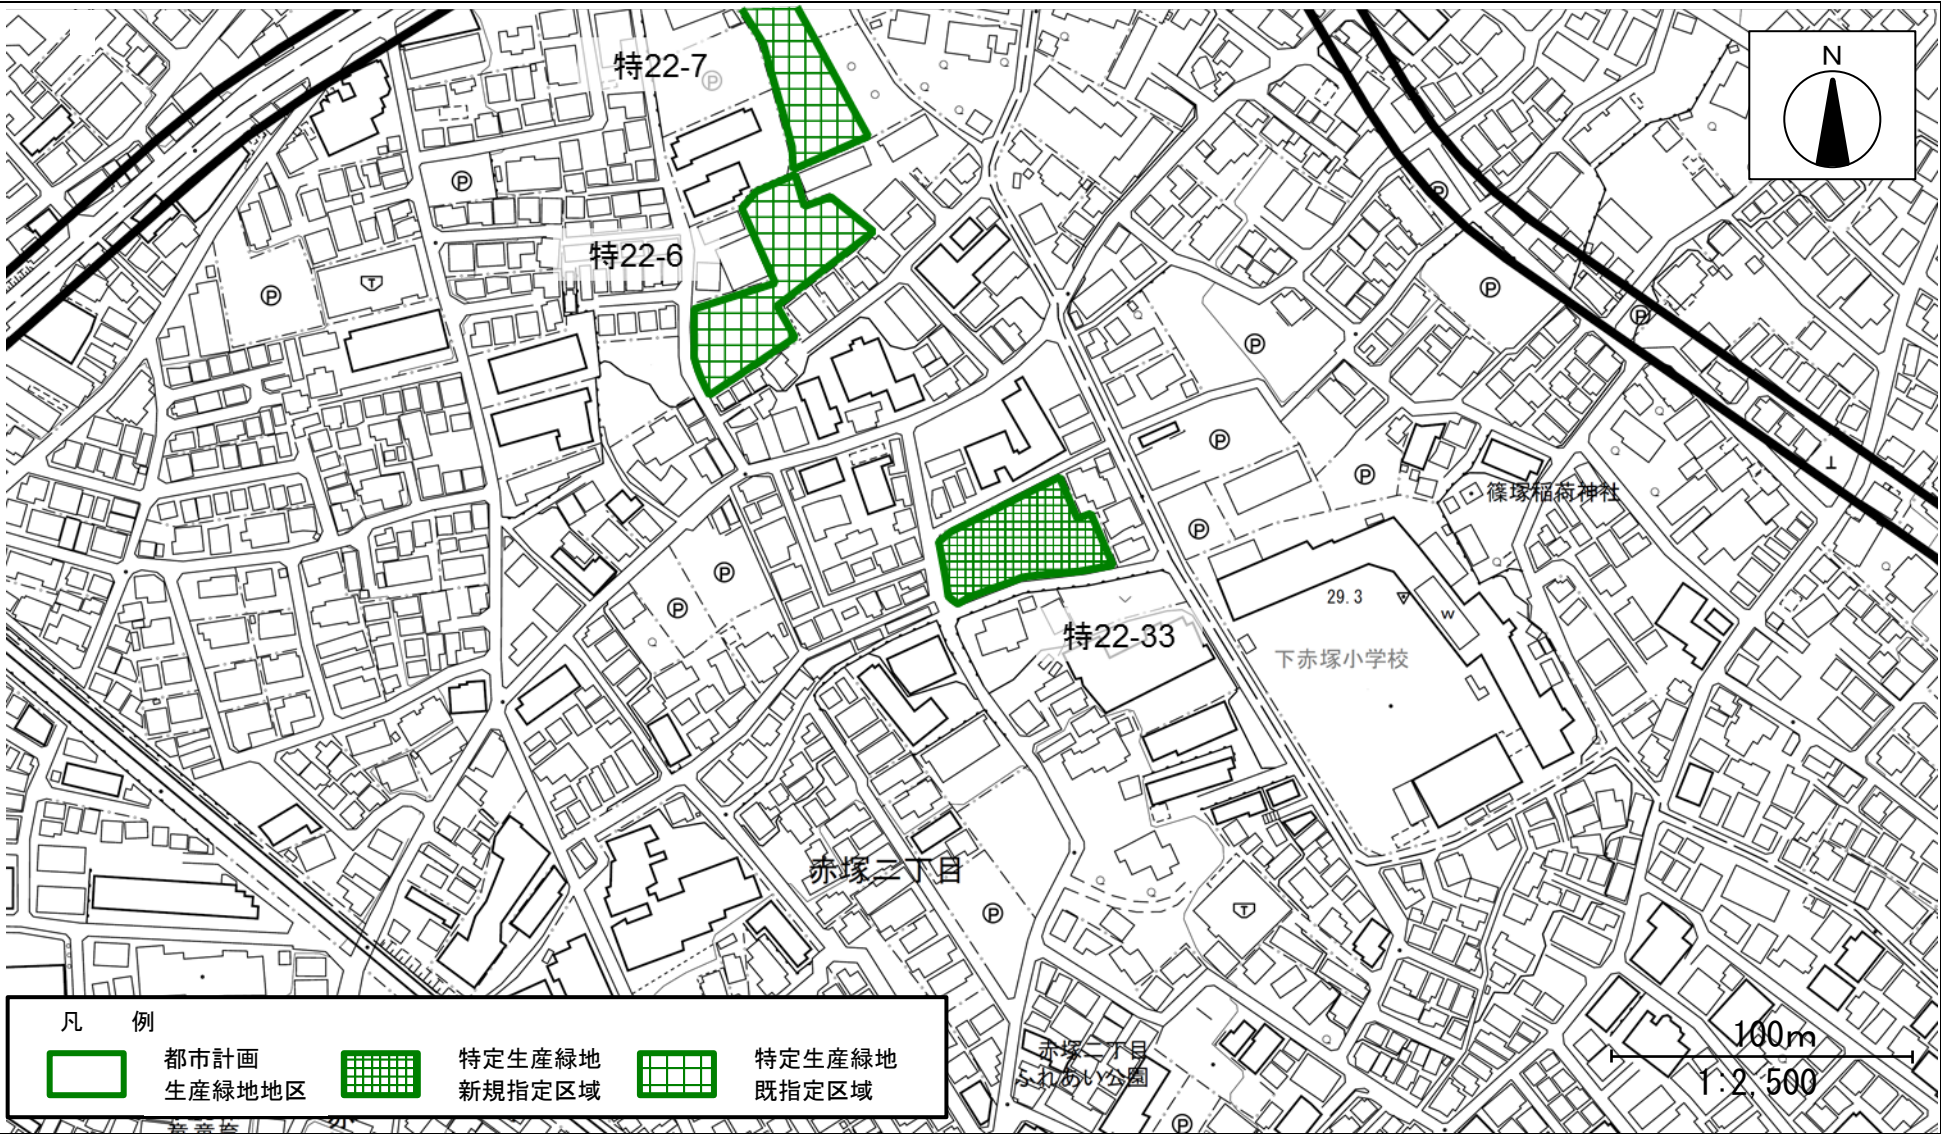 特22-7
Ⓟ
N
Ⓟ
Ⓟ
特22-6
Ⓟ
Ⓟ
Ⓟ
Ⓟ
Ⓟ
Ⓟ
篠塚稲荷神社
Ⓟ
Ⓟ
29.3
W
Ⓟ
特22-33
下赤塚小学校
赤塚二丁目
Ⓟ
凡 例
都市計画
生産緑地地区
特定生産緑地
新規指定区域
特定生産緑地
既指定区域
赤塚二丁目
ふれあい公園
Ⓟ
100m
1:2,500